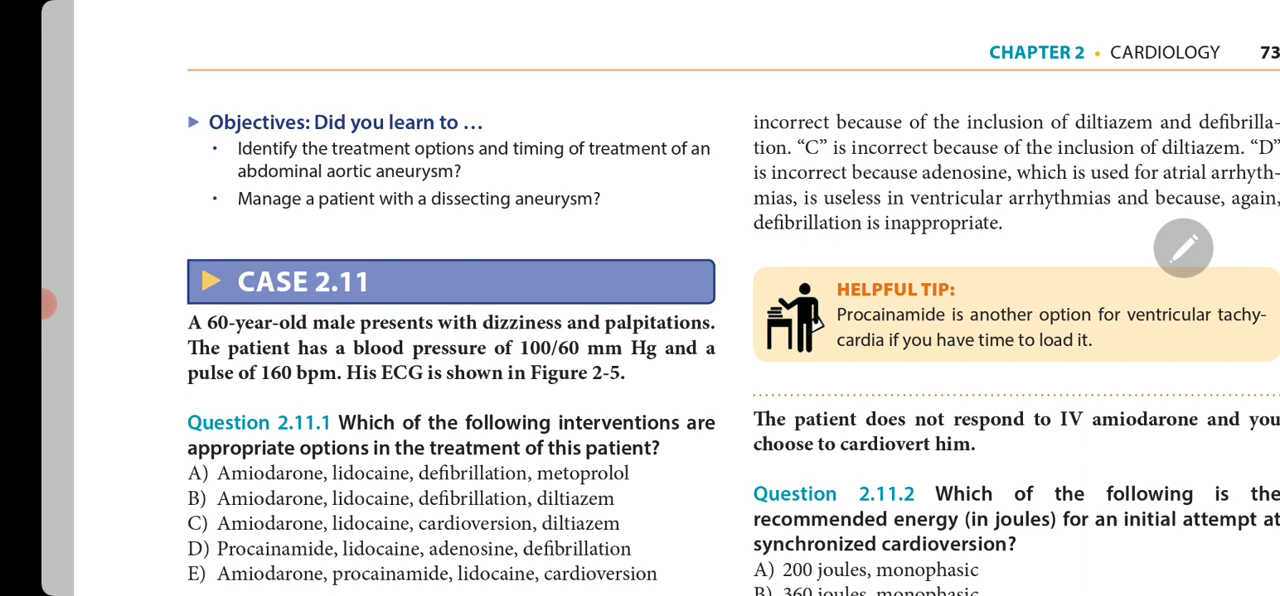 CHAPTER 2 • CARDIOLOGY 73
▶ Objectives: Did you learn to …
• Identify the treatment options and timing of treatment of an
abdominal aortic aneurysm?
• Manage a patient with a dissecting aneurysm?
CASE 2.11
A 60-year-old male presents with dizziness and palpitations.
The patient has a blood pressure of 100/60 mm Hg and a
pulse of 160 bpm. His ECG is shown in Figure 2-5.
Question 2.11.1 Which of the following interventions are
appropriate options in the treatment of this patient?
A) Amiodarone, lidocaine, defibrillation, metoprolol
B) Amiodarone, lidocaine, defibrillation, diltiazem
C) Amiodarone, lidocaine, cardioversion, diltiazem
D) Procainamide, lidocaine, adenosine, defibrillation
E) Amiodarone, procainamide, lidocaine, cardioversion
incorrect because of the inclusion of diltiazem and defibrilla-
tion. “C” is incorrect because of the inclusion of diltiazem. “D”
is incorrect because adenosine, which is used for atrial arrhyth-
mias, is useless in ventricular arrhythmias and because, again,
defibrillation is inappropriate.
HELPFUL TIP:
Procainamide is another option for ventricular tachy-
cardia if you have time to load it.
The patient does not respond to IV amiodarone and you
choose to cardiovert him.
Question 2.11.2 Which of the following is the
recommended energy (in joules) for an initial attempt at
synchronized cardioversion?
A) 200 joules, monophasic
B) 360 joules, monophasic